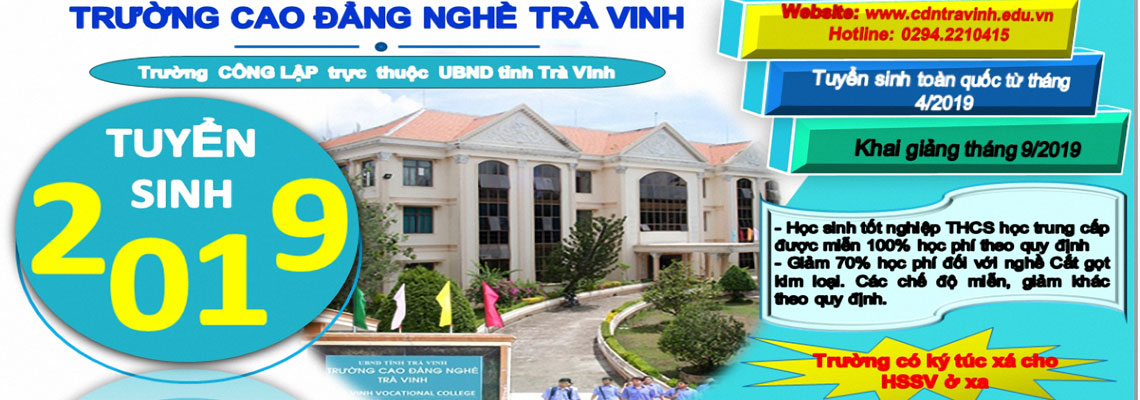 TRƯỜNG CAO ĐẲNG NGHỀ TRÀ VINH
Trường CÔNG LẬP trực thuộc UBND tỉnh Trà Vinh
TUYỂN
SINH
2019
Website: www.cdntravinh.edu.vn
Hotline: 0294.2210415
Tuyển sinh toàn quốc từ tháng
4/2019
Khai giảng tháng 9/2019
- Học sinh tốt nghiệp THCS học trung cấp
được miễn 100% học phí theo quy định
- Giảm 70% học phí đối với nghề Cắt gọt
kim loại. Các chế độ miễn, giảm khác
theo quy định.
Trường có ký túc xá cho
HSSV ở xa
UBND TỈNH TRÀ VINH
TRƯỜNG CAO ĐẲNG NGHỀ
TRÀ VINH
VINH VOCATIONAL COLLEGE